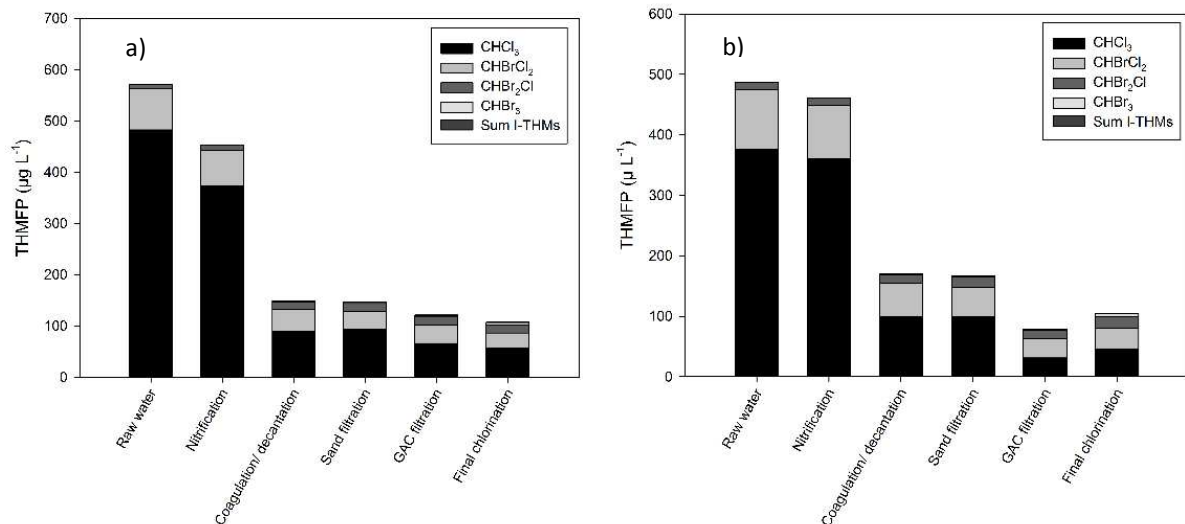 a)
700
600
500
400
300
200
100
0
THMFP (µg L⁻¹)
CHCl₃
CHBrCl₂
CHBr₂Cl
CHBr₃
Sum I-THMs
Raw water
Nitrification
Coagulation/ decantation
Sand filtration
GAC filtration
Final chlorination
b)
600
500
400
300
200
100
0
THMFP (µ L⁻¹)
CHCl₃
CHBrCl₂
CHBr₂Cl
CHBr₃
Sum I-THMs
Raw water
Nitrification
Coagulation/ decantation
Sand filtration
GAC filtration
Final chlorination